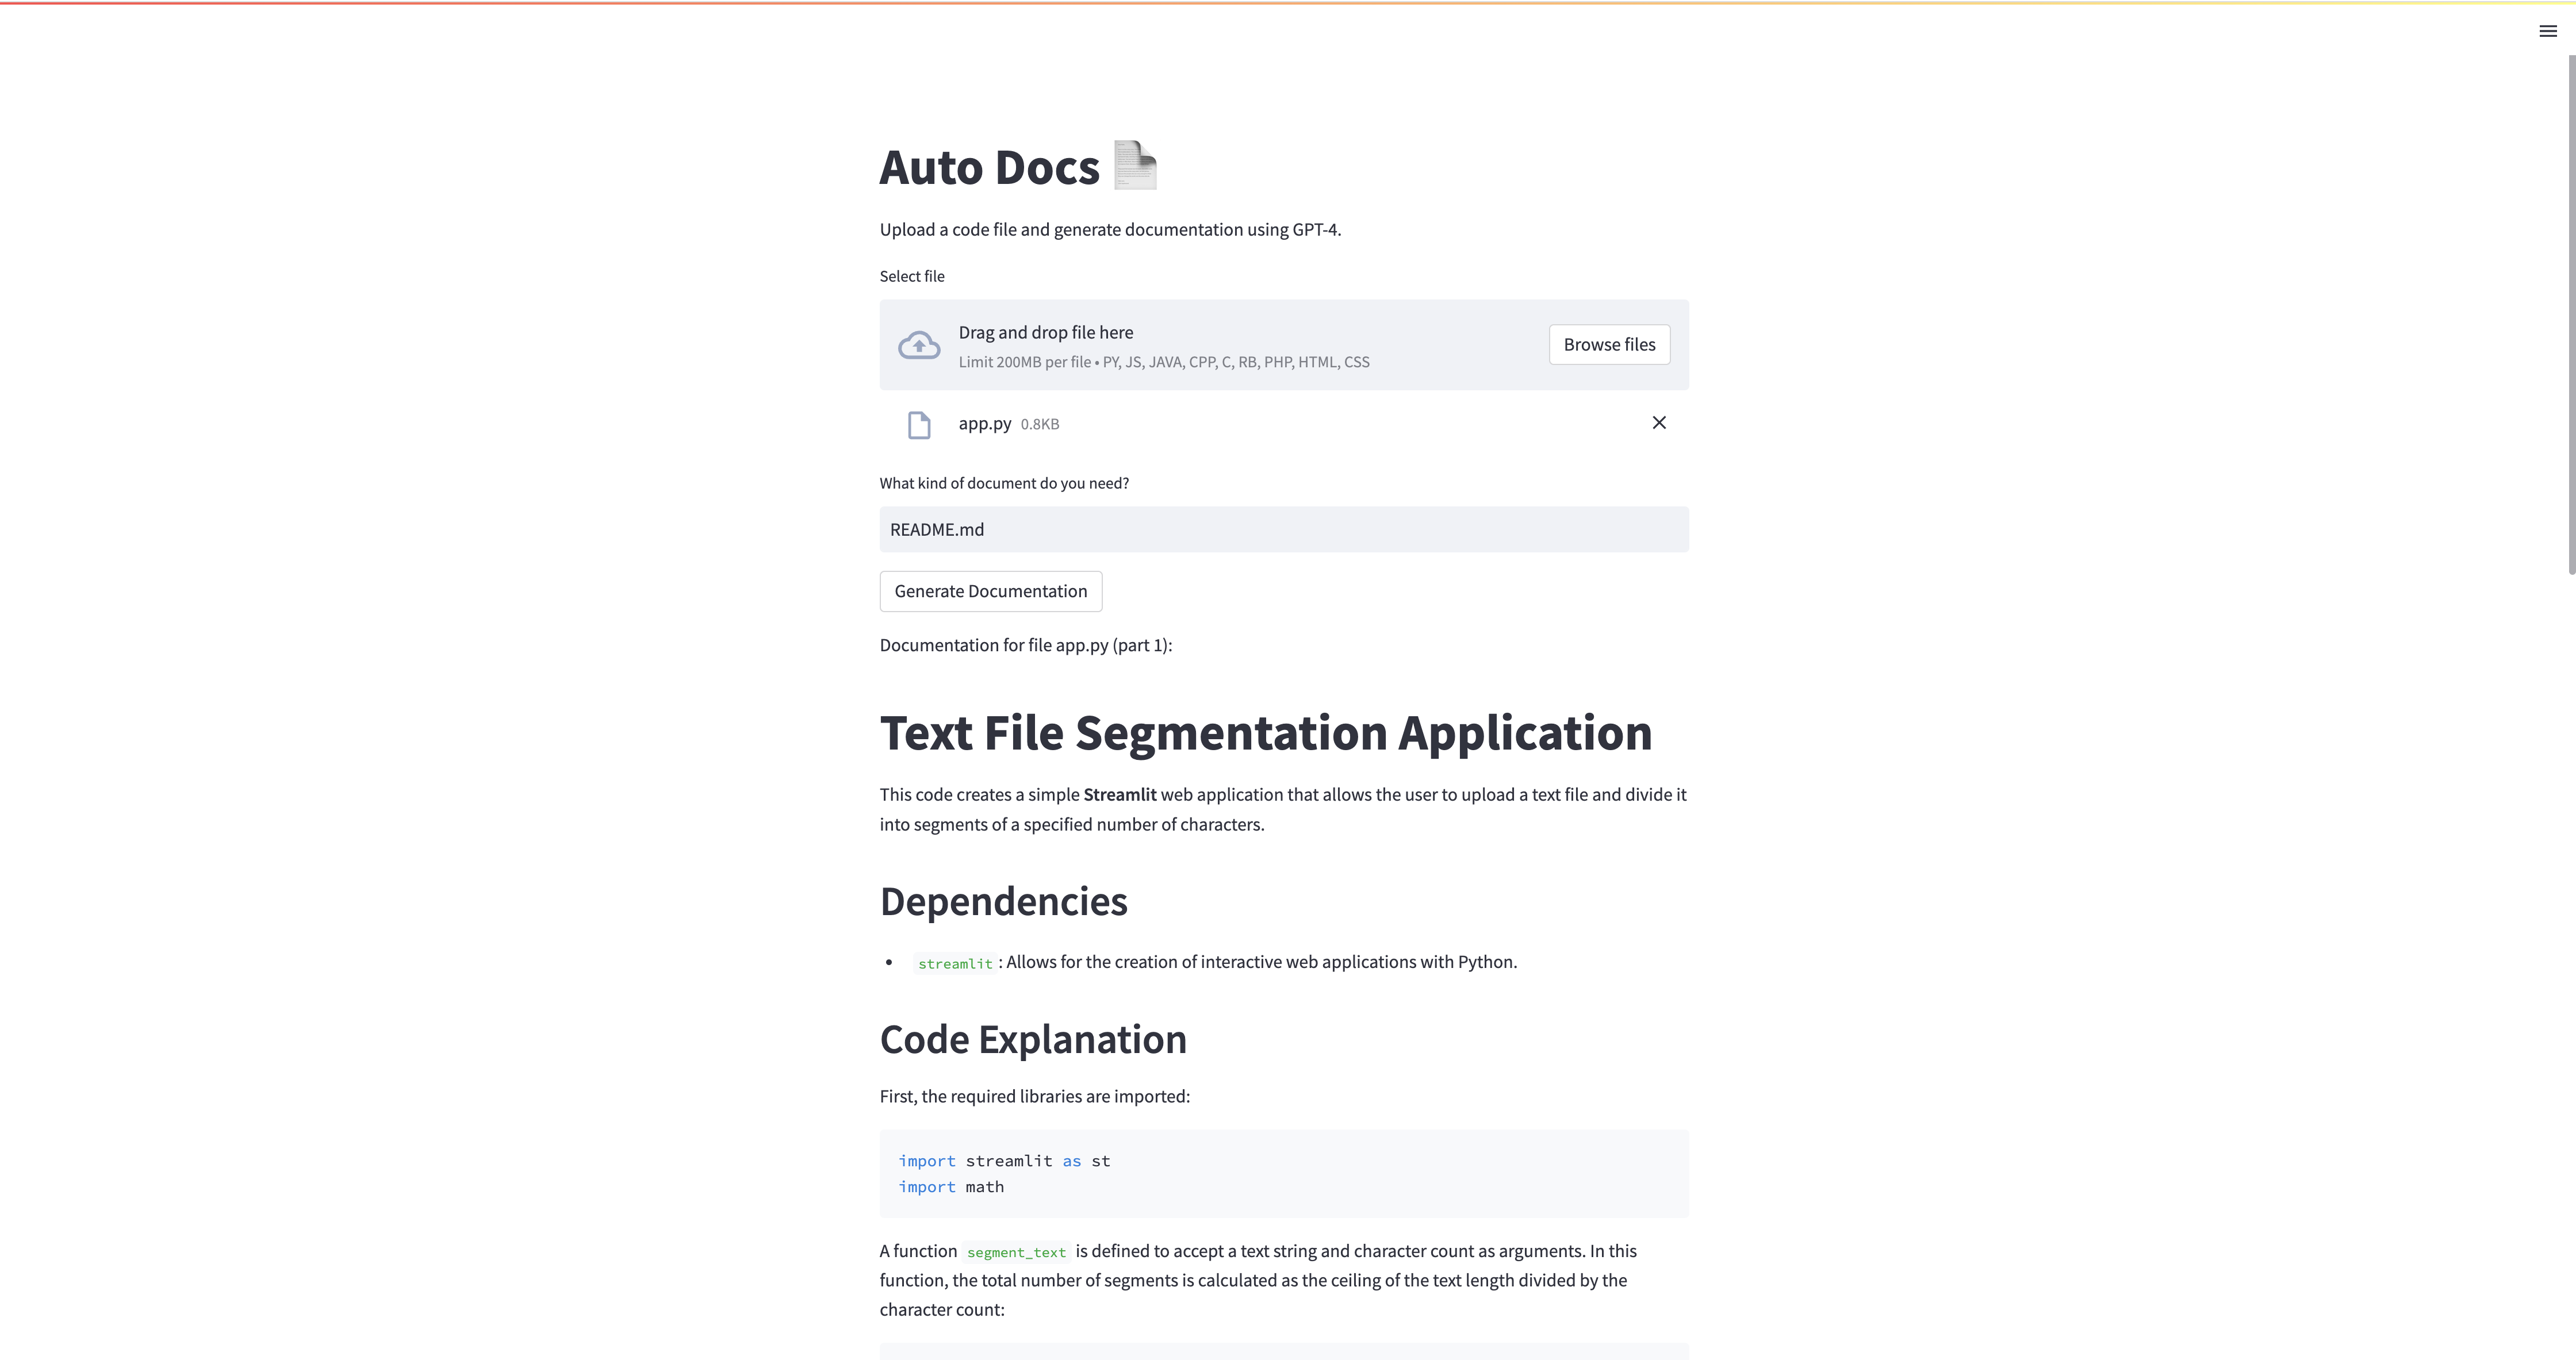 Auto Docs
Upload a code file and generate documentation using GPT-4.
Select file
Drag and drop file here
Limit 200MB per file • PY, JS, JAVA, CPP, C, RB, PHP, HTML, CSS
Browse files
app.py 0.8KB
What kind of document do you need?
README.md
Generate Documentation
Documentation for file app.py (part 1):
Text File Segmentation Application
This code creates a simple Streamlit web application that allows the user to upload a text file and divide it
into segments of a specified number of characters.
Dependencies
• streamlit: Allows for the creation of interactive web applications with Python.
Code Explanation
First, the required libraries are imported:
import streamlit as st
import math
A function segment_text is defined to accept a text string and character count as arguments. In this
function, the total number of segments is calculated as the ceiling of the text length divided by the
character count: